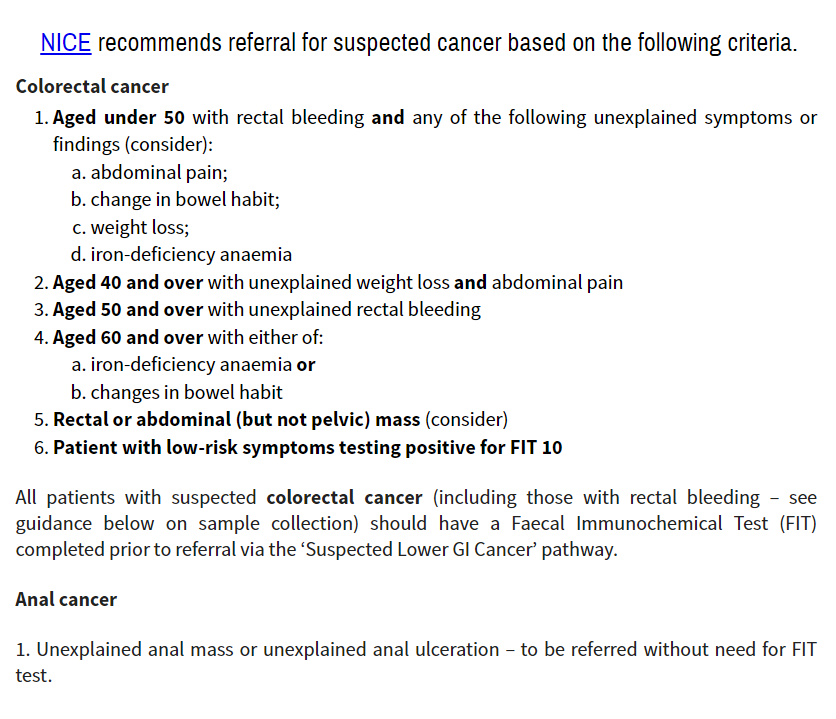 NICE recommends referral for suspected cancer based on the following criteria.
Colorectal cancer
1. Aged under 50 with rectal bleeding and any of the following unexplained symptoms or
findings (consider):
a. abdominal pain;
b. change in bowel habit;
c. weight loss;
d. iron-deficiency anaemia
2. Aged 40 and over with unexplained weight loss and abdominal pain
3. Aged 50 and over with unexplained rectal bleeding
4. Aged 60 and over with either of:
a. iron-deficiency anaemia or
b. changes in bowel habit
5. Rectal or abdominal (but not pelvic) mass (consider)
6. Patient with low-risk symptoms testing positive for FIT 10
All patients with suspected colorectal cancer (including those with rectal bleeding – see
guidance below on sample collection) should have a Faecal Immunochemical Test (FIT)
completed prior to referral via the ‘Suspected Lower GI Cancer’ pathway.
Anal cancer
1. Unexplained anal mass or unexplained anal ulceration – to be referred without need for FIT
test.